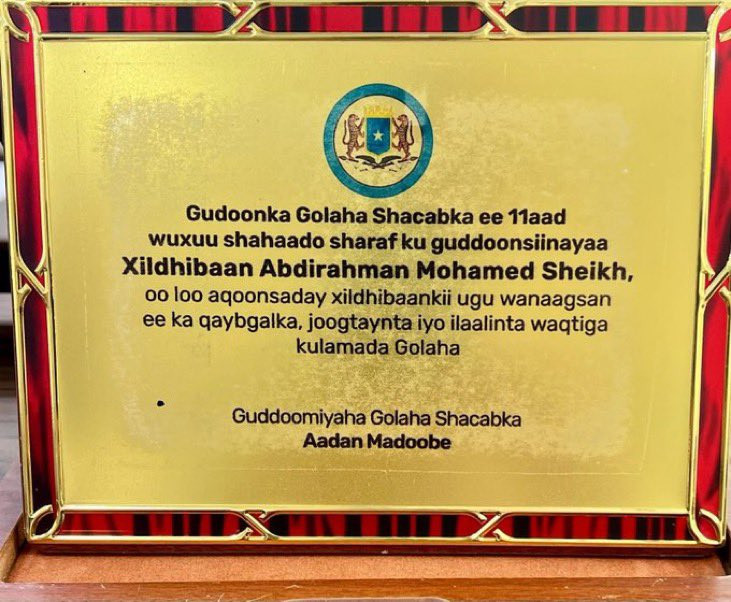 Gudoonka Golaha Shacabka ee 11aad
wuxuu shahaado sharaf ku guddoonsiinayaa
Xildhibaan Abdirahman Mohamed Sheikh,
oo loo aqoonsaday xildhibaankii ugu wanaagsan
ee ka qaybgalka, joogtaynta iyo ilaalinta waqtiga
kulamada Golaha
Guddoomiyaha Golaha Shacabka
Aadan Madoobe